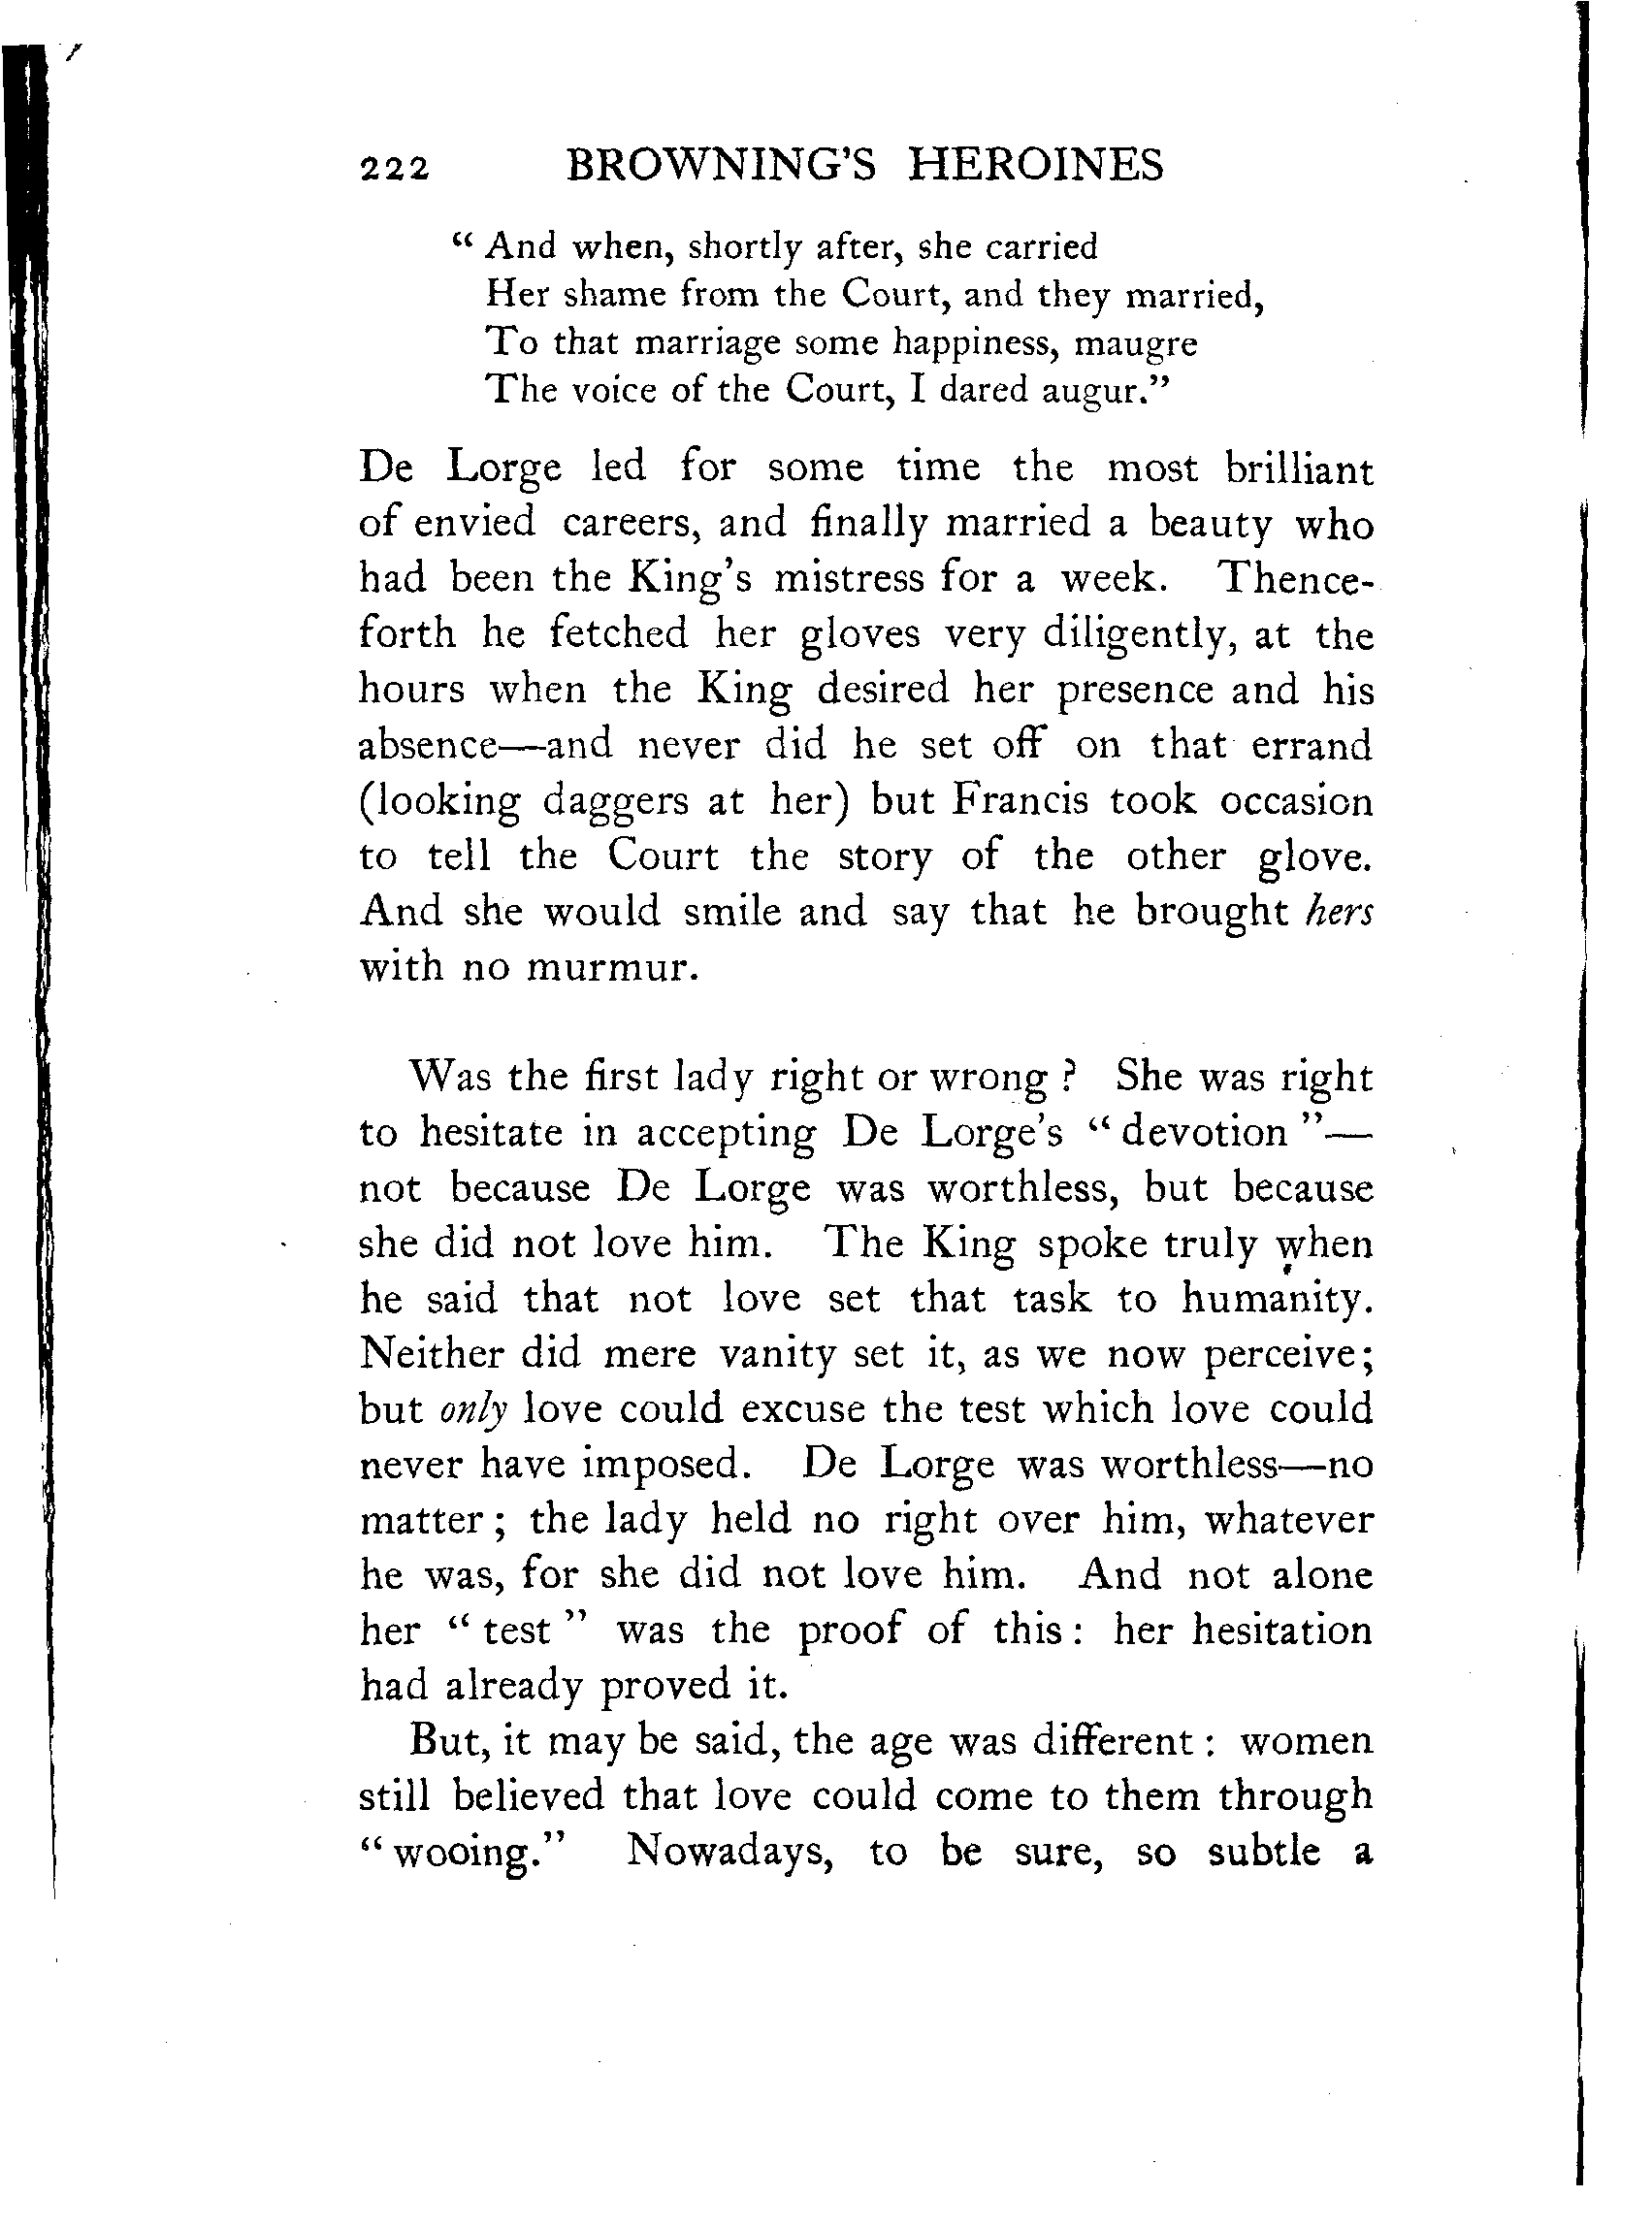 222 BROWNING'S HEROINES
“ And when, shortly after, she carried
Her shame from the Court, and they married,
To that marriage some happiness, maugre
The voice of the Court, I dared augur.”
De Lorge led for some time the most brilliant
of envied careers, and finally married a beauty who
had been the King's mistress for a week. Thence-
forth he fetched her gloves very diligently, at the
hours when the King desired her presence and his
absence—and never did he set off on that errand
(looking daggers at her) but Francis took occasion
to tell the Court the story of the other glove.
And she would smile and say that he brought hers
with no murmur.
Was the first lady right or wrong ? She was right
to hesitate in accepting De Lorge's “ devotion ”—
not because De Lorge was worthless, but because
she did not love him. The King spoke truly when
he said that not love set that task to humanity.
Neither did mere vanity set it, as we now perceive;
but only love could excuse the test which love could
never have imposed. De Lorge was worthless—no
matter ; the lady held no right over him, whatever
he was, for she did not love him. And not alone
her “ test ” was the proof of this : her hesitation
had already proved it.
But, it may be said, the age was different : women
still believed that love could come to them through
“ wooing.” Nowadays, to be sure, so subtle a